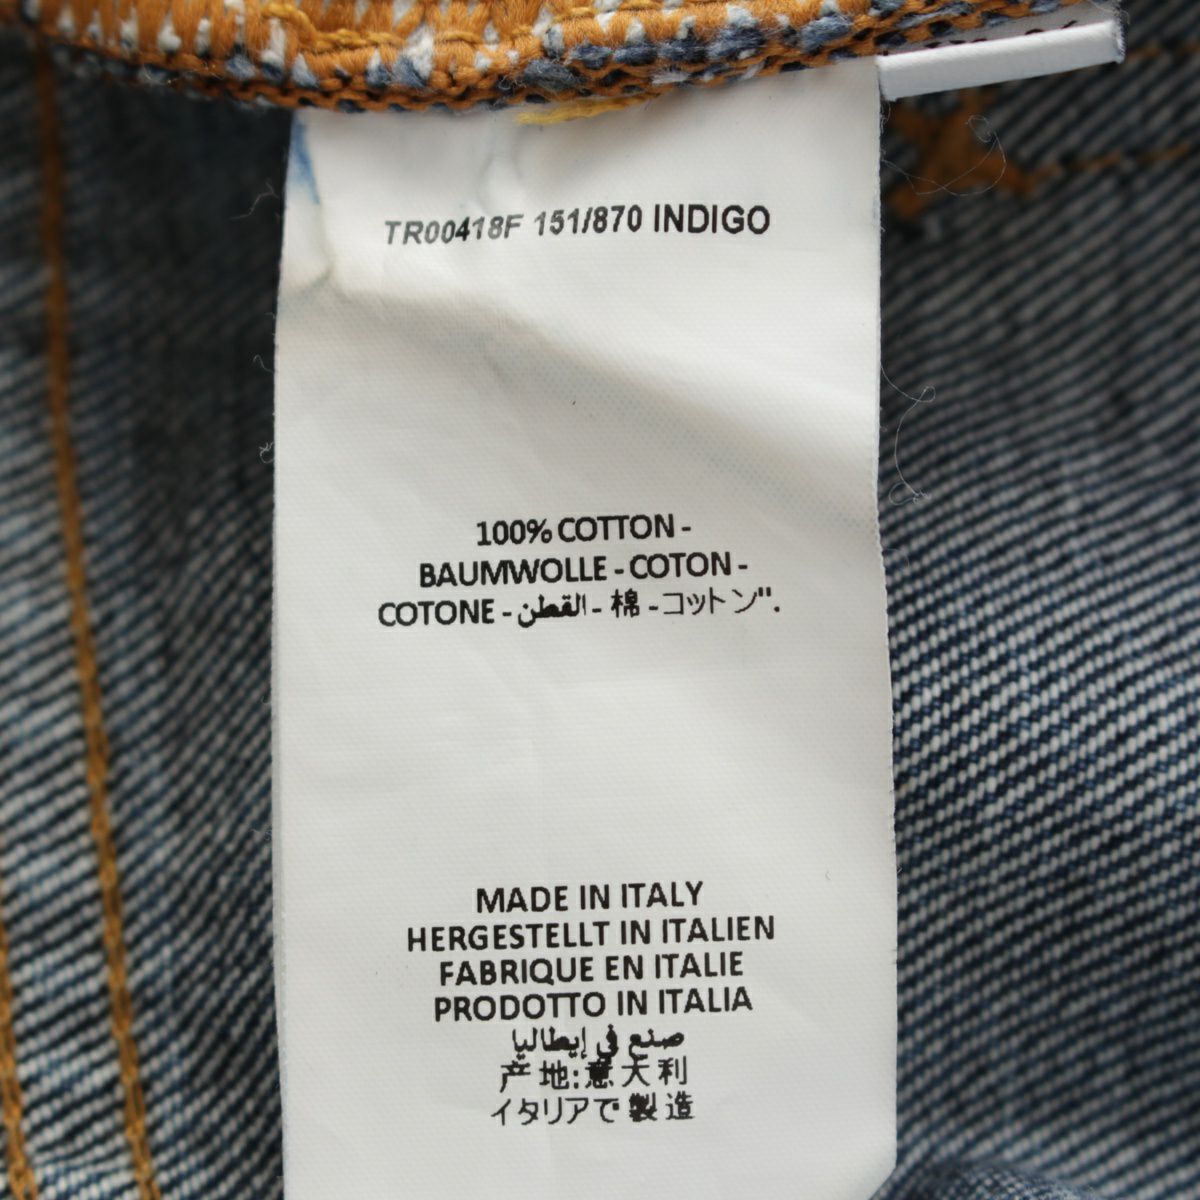 TR00418F 151/870 INDIGO
100% COTTON -
BAUMWOLLE - COTON -
COTONE - القطن - 棉 - コットン".
MADE IN ITALY
HERGESTELLT IN ITALIEN
FABRIQUE EN ITALIE
PRODOTTO IN ITALIA
صنع في إيطاليا
产地:意大利
イタリアで製造